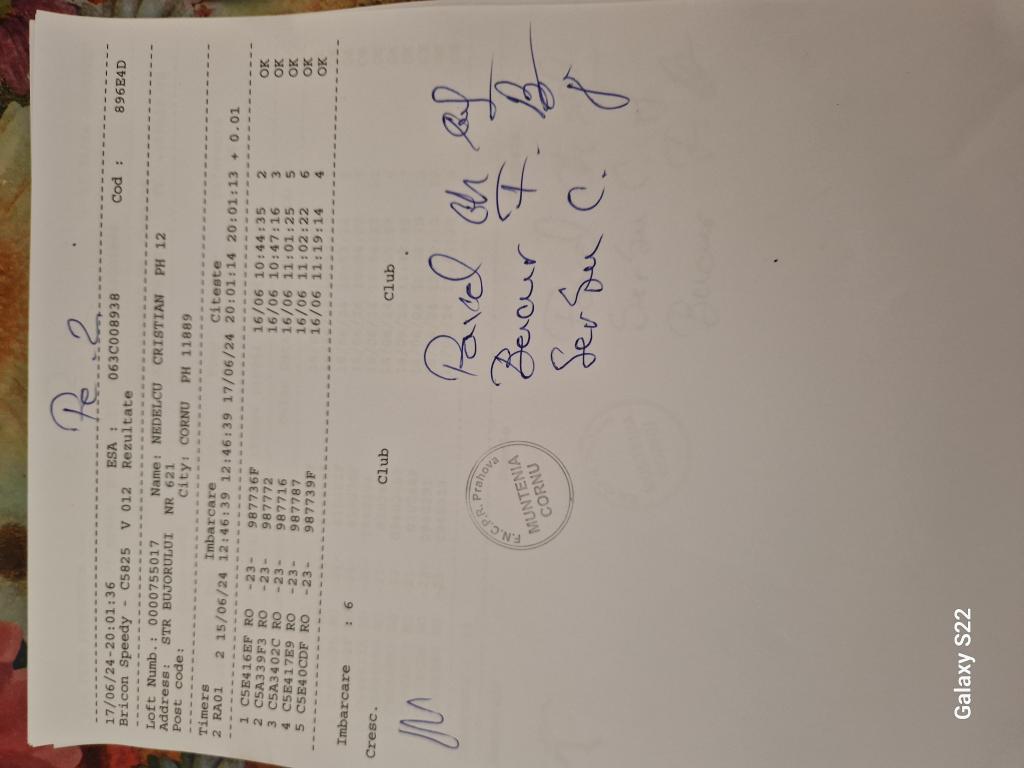 Pe 2
17/06/24-20:01:36 ESA : 063C008938 Cod : 896E4D
Bricon Speedy - C5825 V 012 Rezultate
Loft Numb.: 0000755017 Name: NEDELCU CRISTIAN PH 12
Address: STR BUJORULUI NR 621
Post code: City: CORNU PH 11889
Timers Imbarcare Citeste
2 RA01 2 15/06/24 12:46:39 12:46:39 17/06/24 20:01:14 20:01:13 + 0.01
1 C5E416EF RO -23- 987736F 16/06 10:44:35 2 OK
2 C5A339F3 RO -23- 987772 16/06 10:47:16 3 OK
3 C5A3402C RO -23- 987716 16/06 11:01:25 5 OK
4 C5E417E9 RO -23- 987787 16/06 11:02:22 6 OK
5 C5E40CDF RO -23- 987739F 16/06 11:19:14 4 OK
Imbarcare : 6
Cresc. Club Club
F.N.C.P.R. Prahova
MUNTENIA
CORNU
Galaxy S22